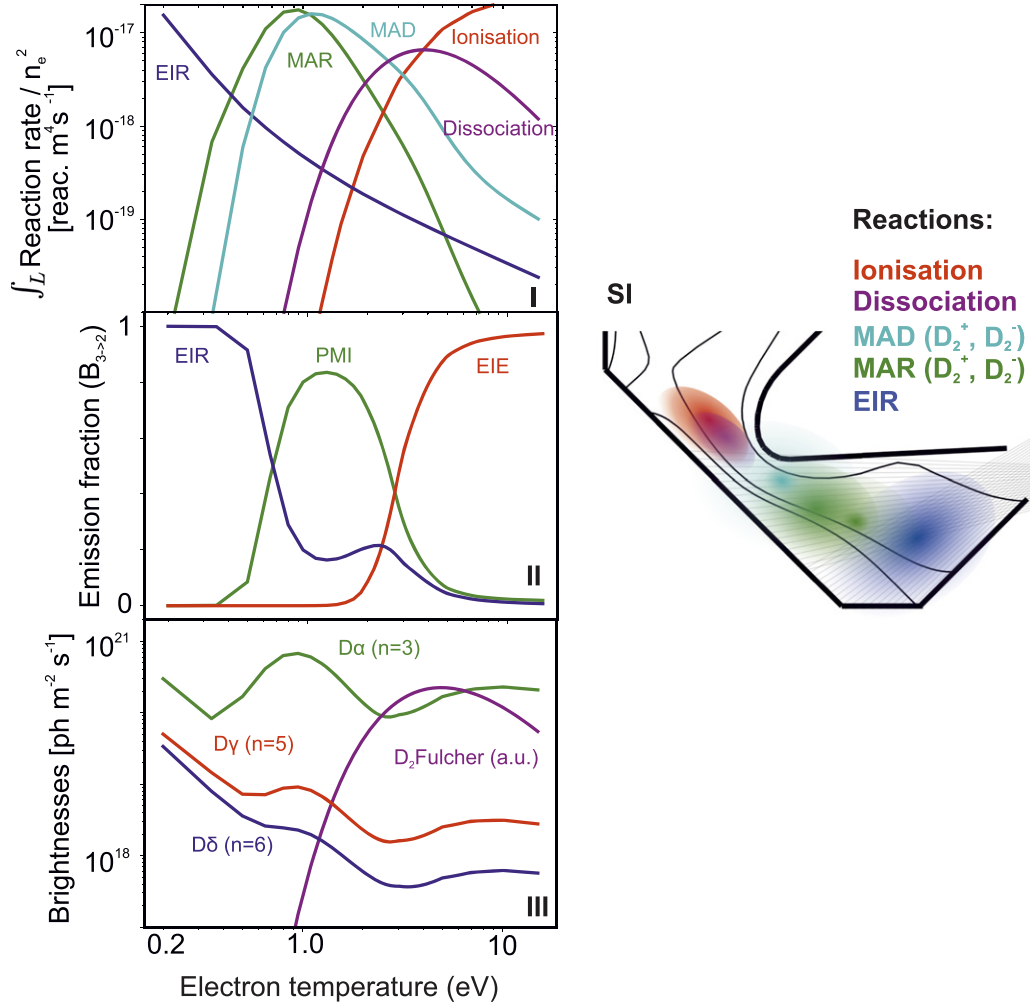 ∫L Reaction rate / nₑ²
[reac. m⁴s⁻¹]
10⁻¹⁷
10⁻¹⁸
10⁻¹⁹
EIR
MAR
MAD
Ionisation
Dissociation
I
Emission fraction (B₃₋>₂)
1
0
EIR
PMI
EIE
II
Brightnesses [ph m⁻² s⁻¹]
10²¹
10¹⁸
Dα (n=3)
Dγ (n=5)
D₂Fulcher (a.u.)
Dδ (n=6)
III
0.2
1.0
10
Electron temperature (eV)
SI
Reactions:
Ionisation
Dissociation
MAD (D₂⁺, D₂⁻)
MAR (D₂⁺, D₂⁻)
EIR